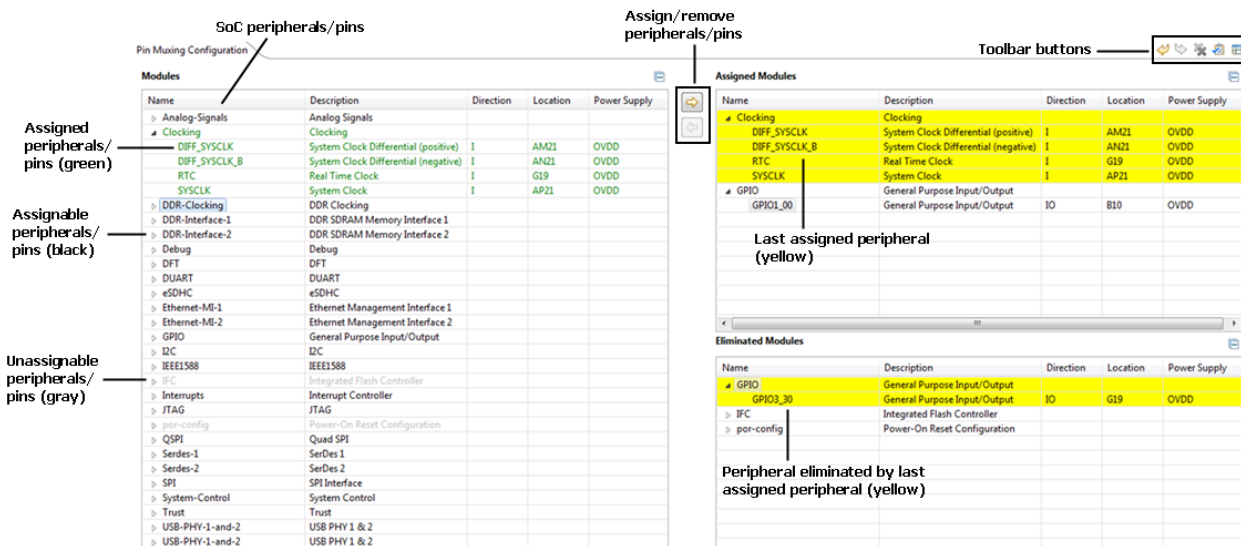 SoC peripherals/pins
Assign/remove
peripherals/pins
Toolbar buttons
Pin Muxing Configuration
Modules
Name Description Direction Location Power Supply
Analog-Signals Analog Signals
Clocking Clocking
DIFF_SYSCLK System Clock Differential (positive) I AM21 OVDD
DIFF_SYSCLK_B System Clock Differential (negative) I AN21 OVDD
RTC Real Time Clock I G19 OVDD
SYSCLK System Clock I AP21 OVDD
DDR-Clocking DDR Clocking
DDR-Interface-1 DDR SDRAM Memory Interface 1
DDR-Interface-2 DDR SDRAM Memory Interface 2
Debug Debug
DFT DFT
DUART DUART
eSDHC eSDHC
Ethernet-MI-1 Ethernet Management Interface 1
Ethernet-MI-2 Ethernet Management Interface 2
GPIO General Purpose Input/Output
I2C I2C
IEEE1588 IEEE1588
IFC Integrated Flash Controller
Interrupts Interrupt Controller
JTAG JTAG
por-config Power-On Reset Configuration
QSPI Quad SPI
Serdes-1 SerDes 1
Serdes-2 SerDes 2
SPI SPI Interface
System-Control System Control
Trust Trust
USB-PHY-1-and-2 USB PHY 1 & 2
USB-PHY-1-and-2 USB PHY 1 & 2
Assigned
peripherals/
pins (green)
Assignable
peripherals/
pins (black)
Unassignable
peripherals/
pins (gray)
Assigned Modules
Name Description Direction Location Power Supply
Clocking Clocking
DIFF_SYSCLK System Clock Differential (positive) I AM21 OVDD
DIFF_SYSCLK_B System Clock Differential (negative) I AN21 OVDD
RTC Real Time Clock I G19 OVDD
SYSCLK System Clock I AP21 OVDD
GPIO General Purpose Input/Output
GPIO1_00 General Purpose Input/Output IO B10 OVDD
Last assigned peripheral
(yellow)
Eliminated Modules
Name Description Direction Location Power Supply
GPIO General Purpose Input/Output
GPIO3_30 General Purpose Input/Output IO G19 OVDD
IFC Integrated Flash Controller
por-config Power-On Reset Configuration
Peripheral eliminated by last
assigned peripheral (yellow)